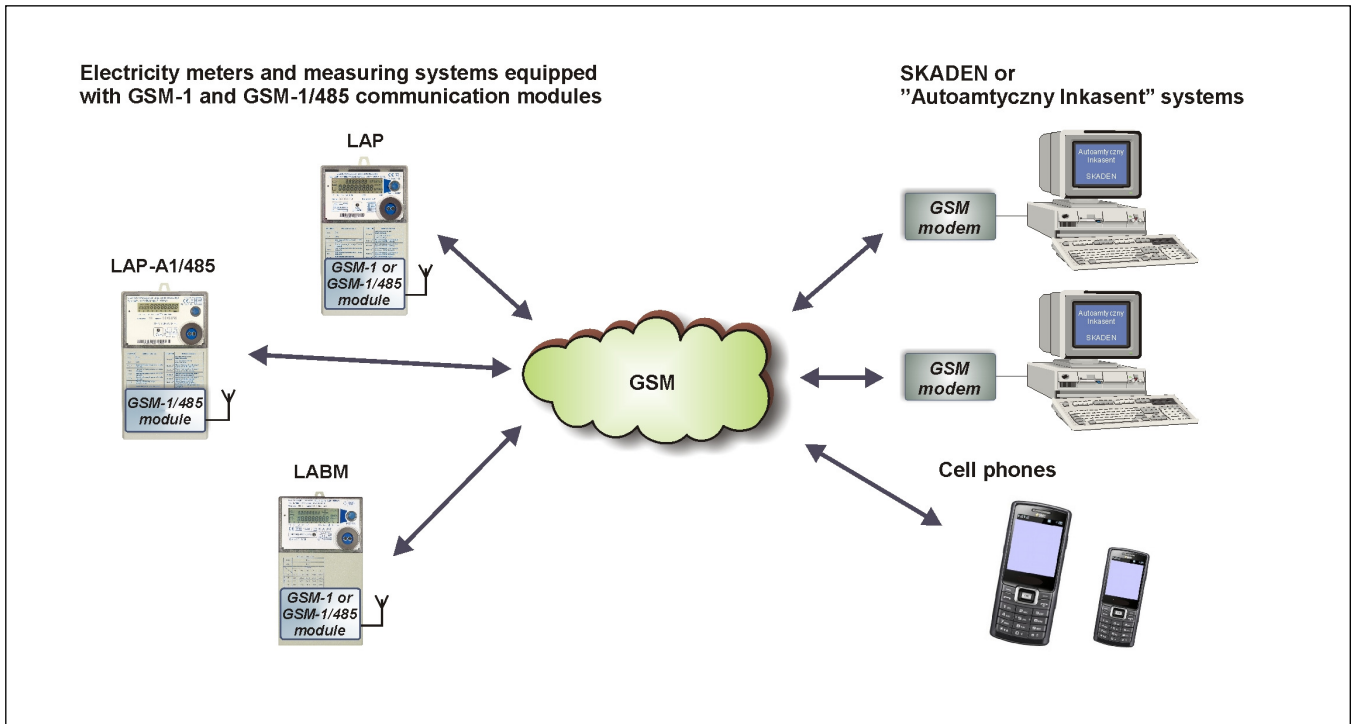 Electricity meters and measuring systems equipped
with GSM-1 and GSM-1/485 communication modules
SKADEN or
”Autoamtyczny Inkasent” systems
LAP
GSM-1 or
GSM-1/485
module
LAP-A1/485
GSM-1/485
module
LABM
GSM-1 or
GSM-1/485
module
GSM
GSM
modem
Autoamtyczny
Inkasent
SKADEN
GSM
modem
Autoamtyczny
Inkasent
SKADEN
Cell phones